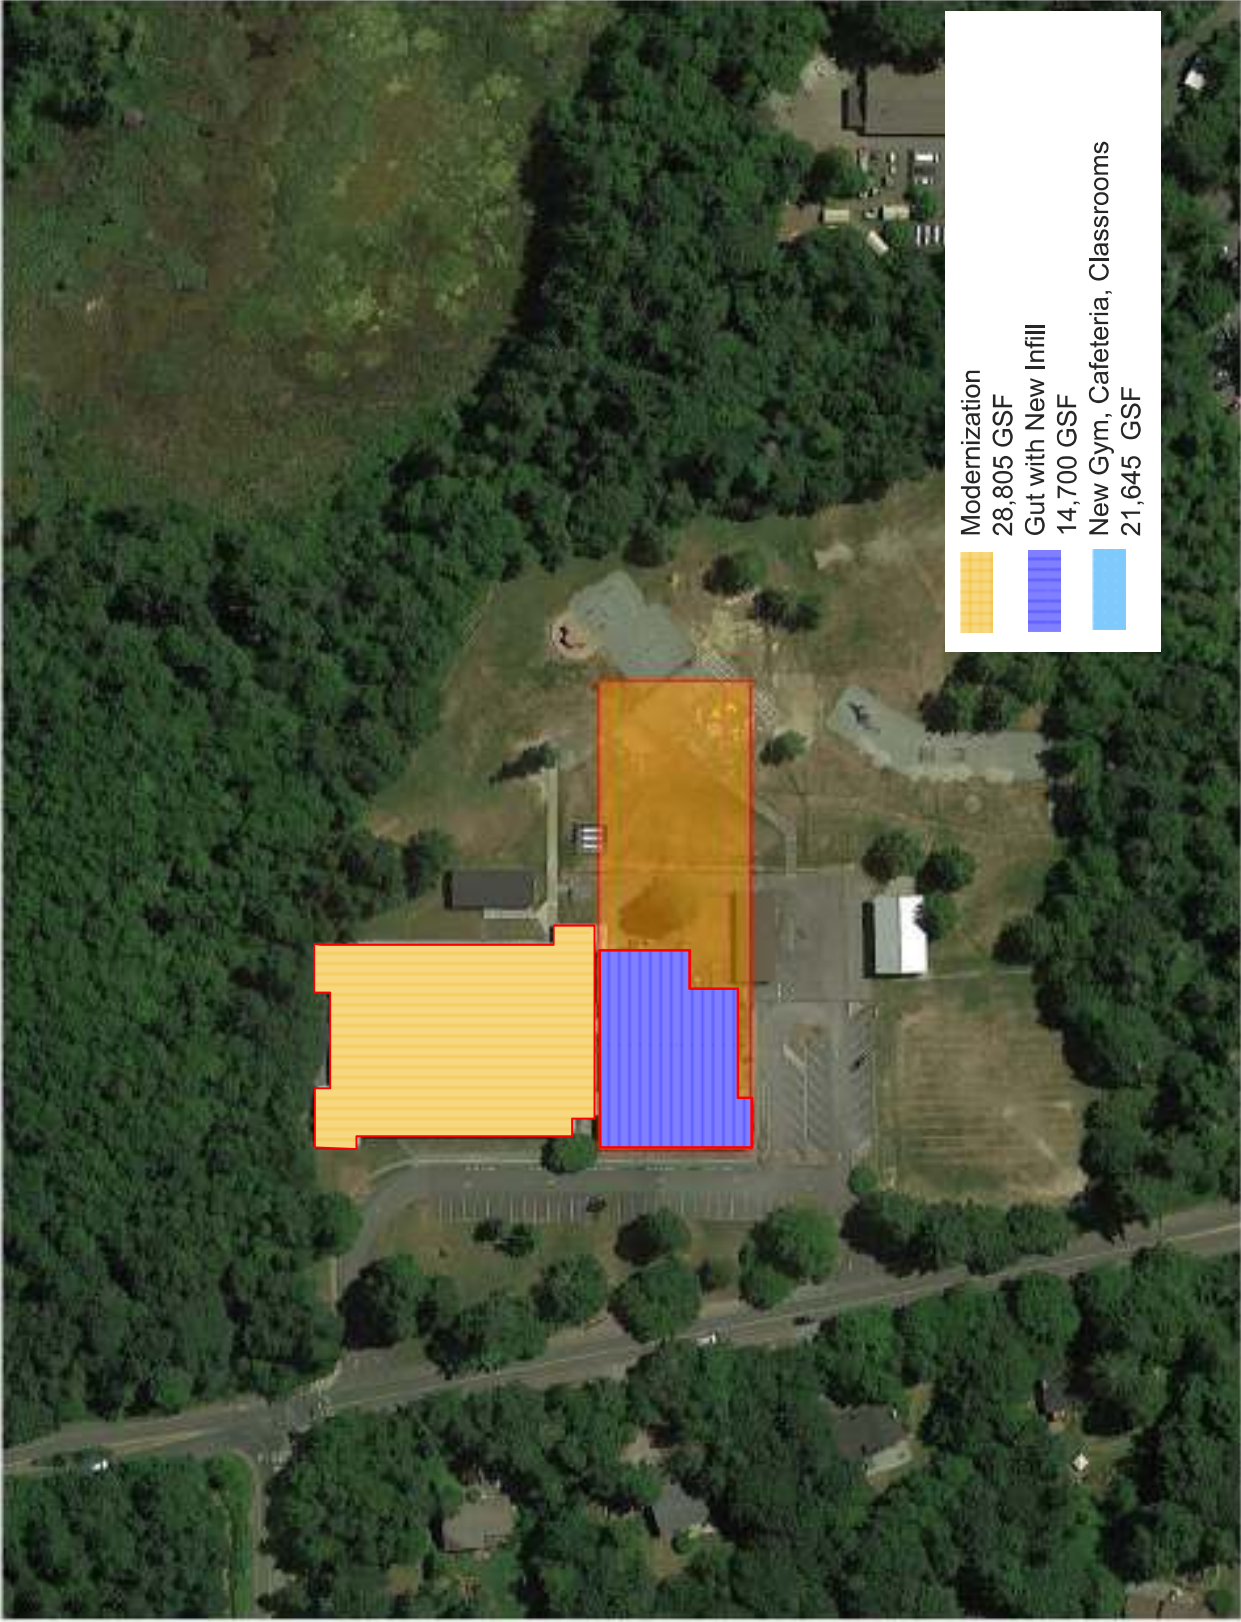 Modernization
28,805 GSF
Gut with New Infill
14,700 GSF
New Gym, Cafeteria, Classrooms
21,645 GSF